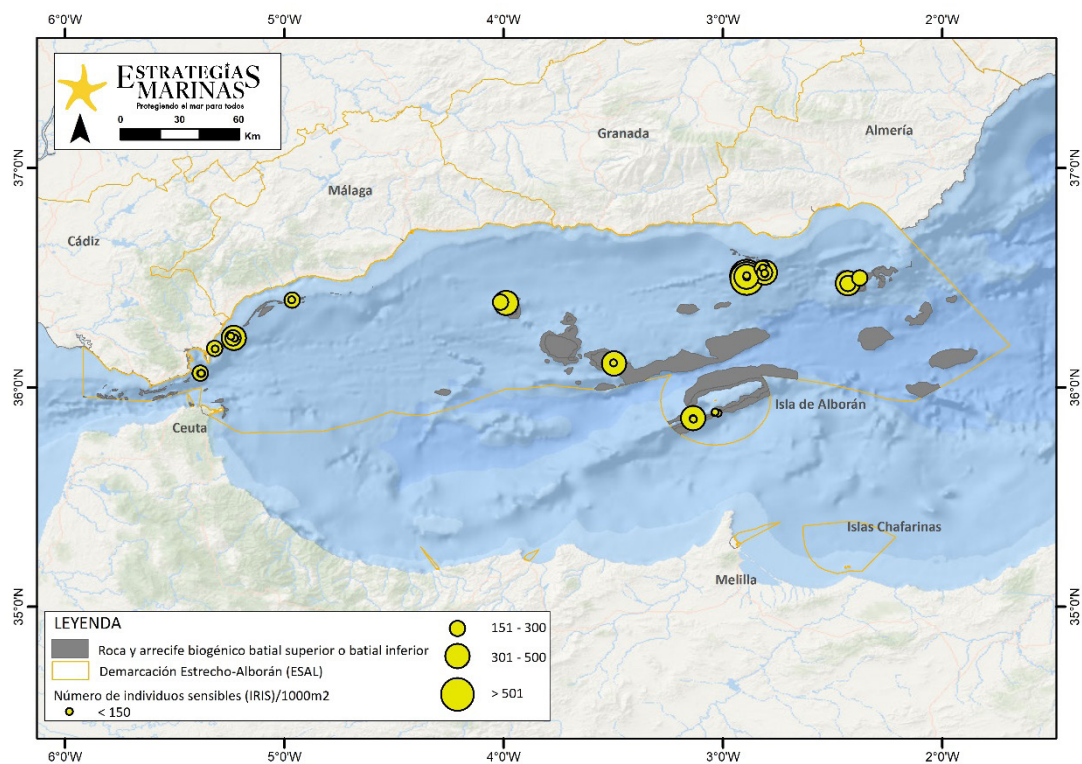 6°0'W 5°0'W 4°0'W 3°0'W 2°0'W
ESTRATEGIAS
MARINAS
Protegiendo el mar para todos
0 30 60
Km
Granada
Almería
37°0'N 37°0'N
Málaga
Cádiz
36°0'N 36°0'N
Isla de Alborán
Ceuta
Islas Chafarinas
Melilla
35°0'N 35°0'N
LEYENDA
Roca y arrecife biogénico batial superior o batial inferior
Demarcación Estrecho-Alborán (ESAL)
Número de individuos sensibles (IRIS)/1000m2
< 150
151 - 300
301 - 500
> 501
6°0'W 5°0'W 4°0'W 3°0'W 2°0'W